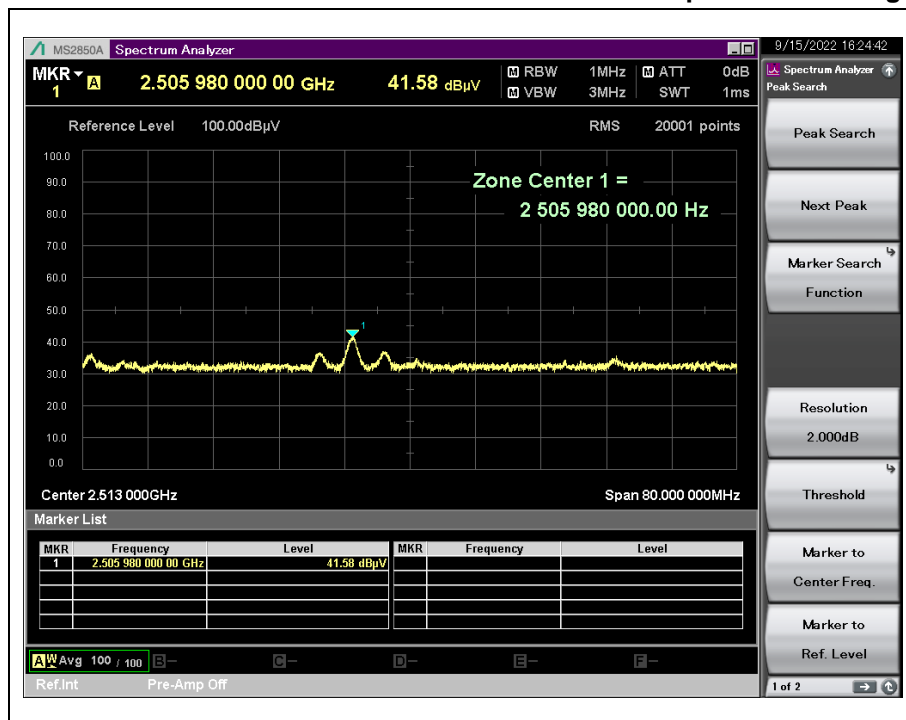 MS2850A Spectrum Analyzer
9/15/2022 16:24:42
MKR 1 A 2.505 980 000 00 GHz 41.58 dBµV
M RBW 1MHz M ATT 0dB
M VBW 3MHz SWT 1ms
Spectrum Analyzer
Peak Search
Reference Level 100.00dBµV RMS 20001 points
100.0
90.0
80.0
70.0
60.0
50.0
40.0
30.0
20.0
10.0
0.0
Zone Center 1 =
2 505 980 000.00 Hz
1
Center 2.513 000GHz Span 80.000 000MHz
Marker List
MKR Frequency Level MKR Frequency Level
1 2.505 980 000 00 GHz 41.58 dBµV
A W Avg 100 / 100 B- C- D- E- F-
Ref.Int Pre-Amp Off
Peak Search
Next Peak
Marker Search
Function
Resolution
2.000dB
Threshold
Marker to
Center Freq.
Marker to
Ref. Level
1 of 2